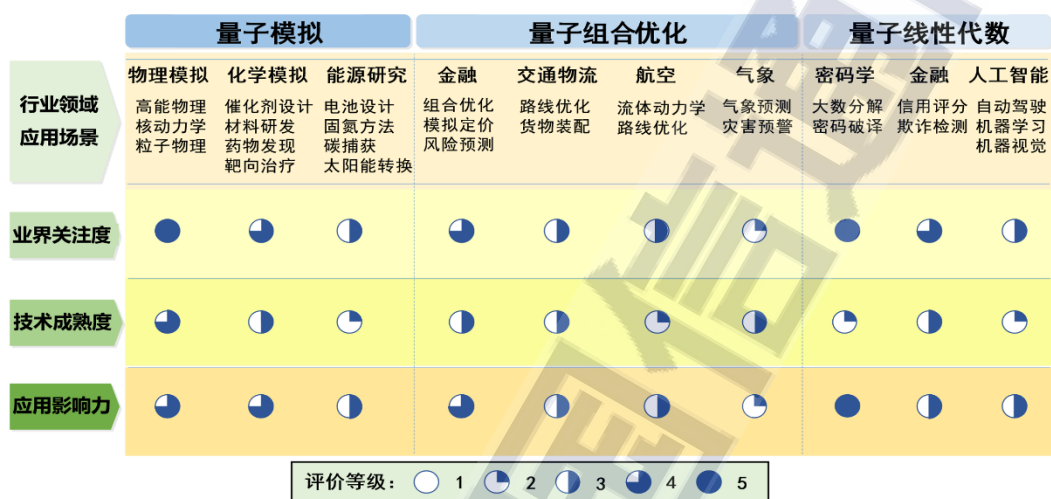 量子模拟 量子组合优化 量子线性代数
行业领域
应用场景
物理模拟 化学模拟 能源研究 金融 交通物流 航空 气象 密码学 金融 人工智能
高能物理 催化剂设计 电池设计 组合优化 路线优化 流体动力学 气象预测 大数分解 信用评分 自动驾驶
核动力学 材料研发 固氮方法 模拟定价 货物装配 路线优化 灾害预警 密码破译 欺诈检测 机器学习
粒子物理 药物发现 碳捕获 风险预测 机器视觉
靶向治疗 太阳能转换
业界关注度
技术成熟度
应用影响力
评价等级： 1 2 3 4 5